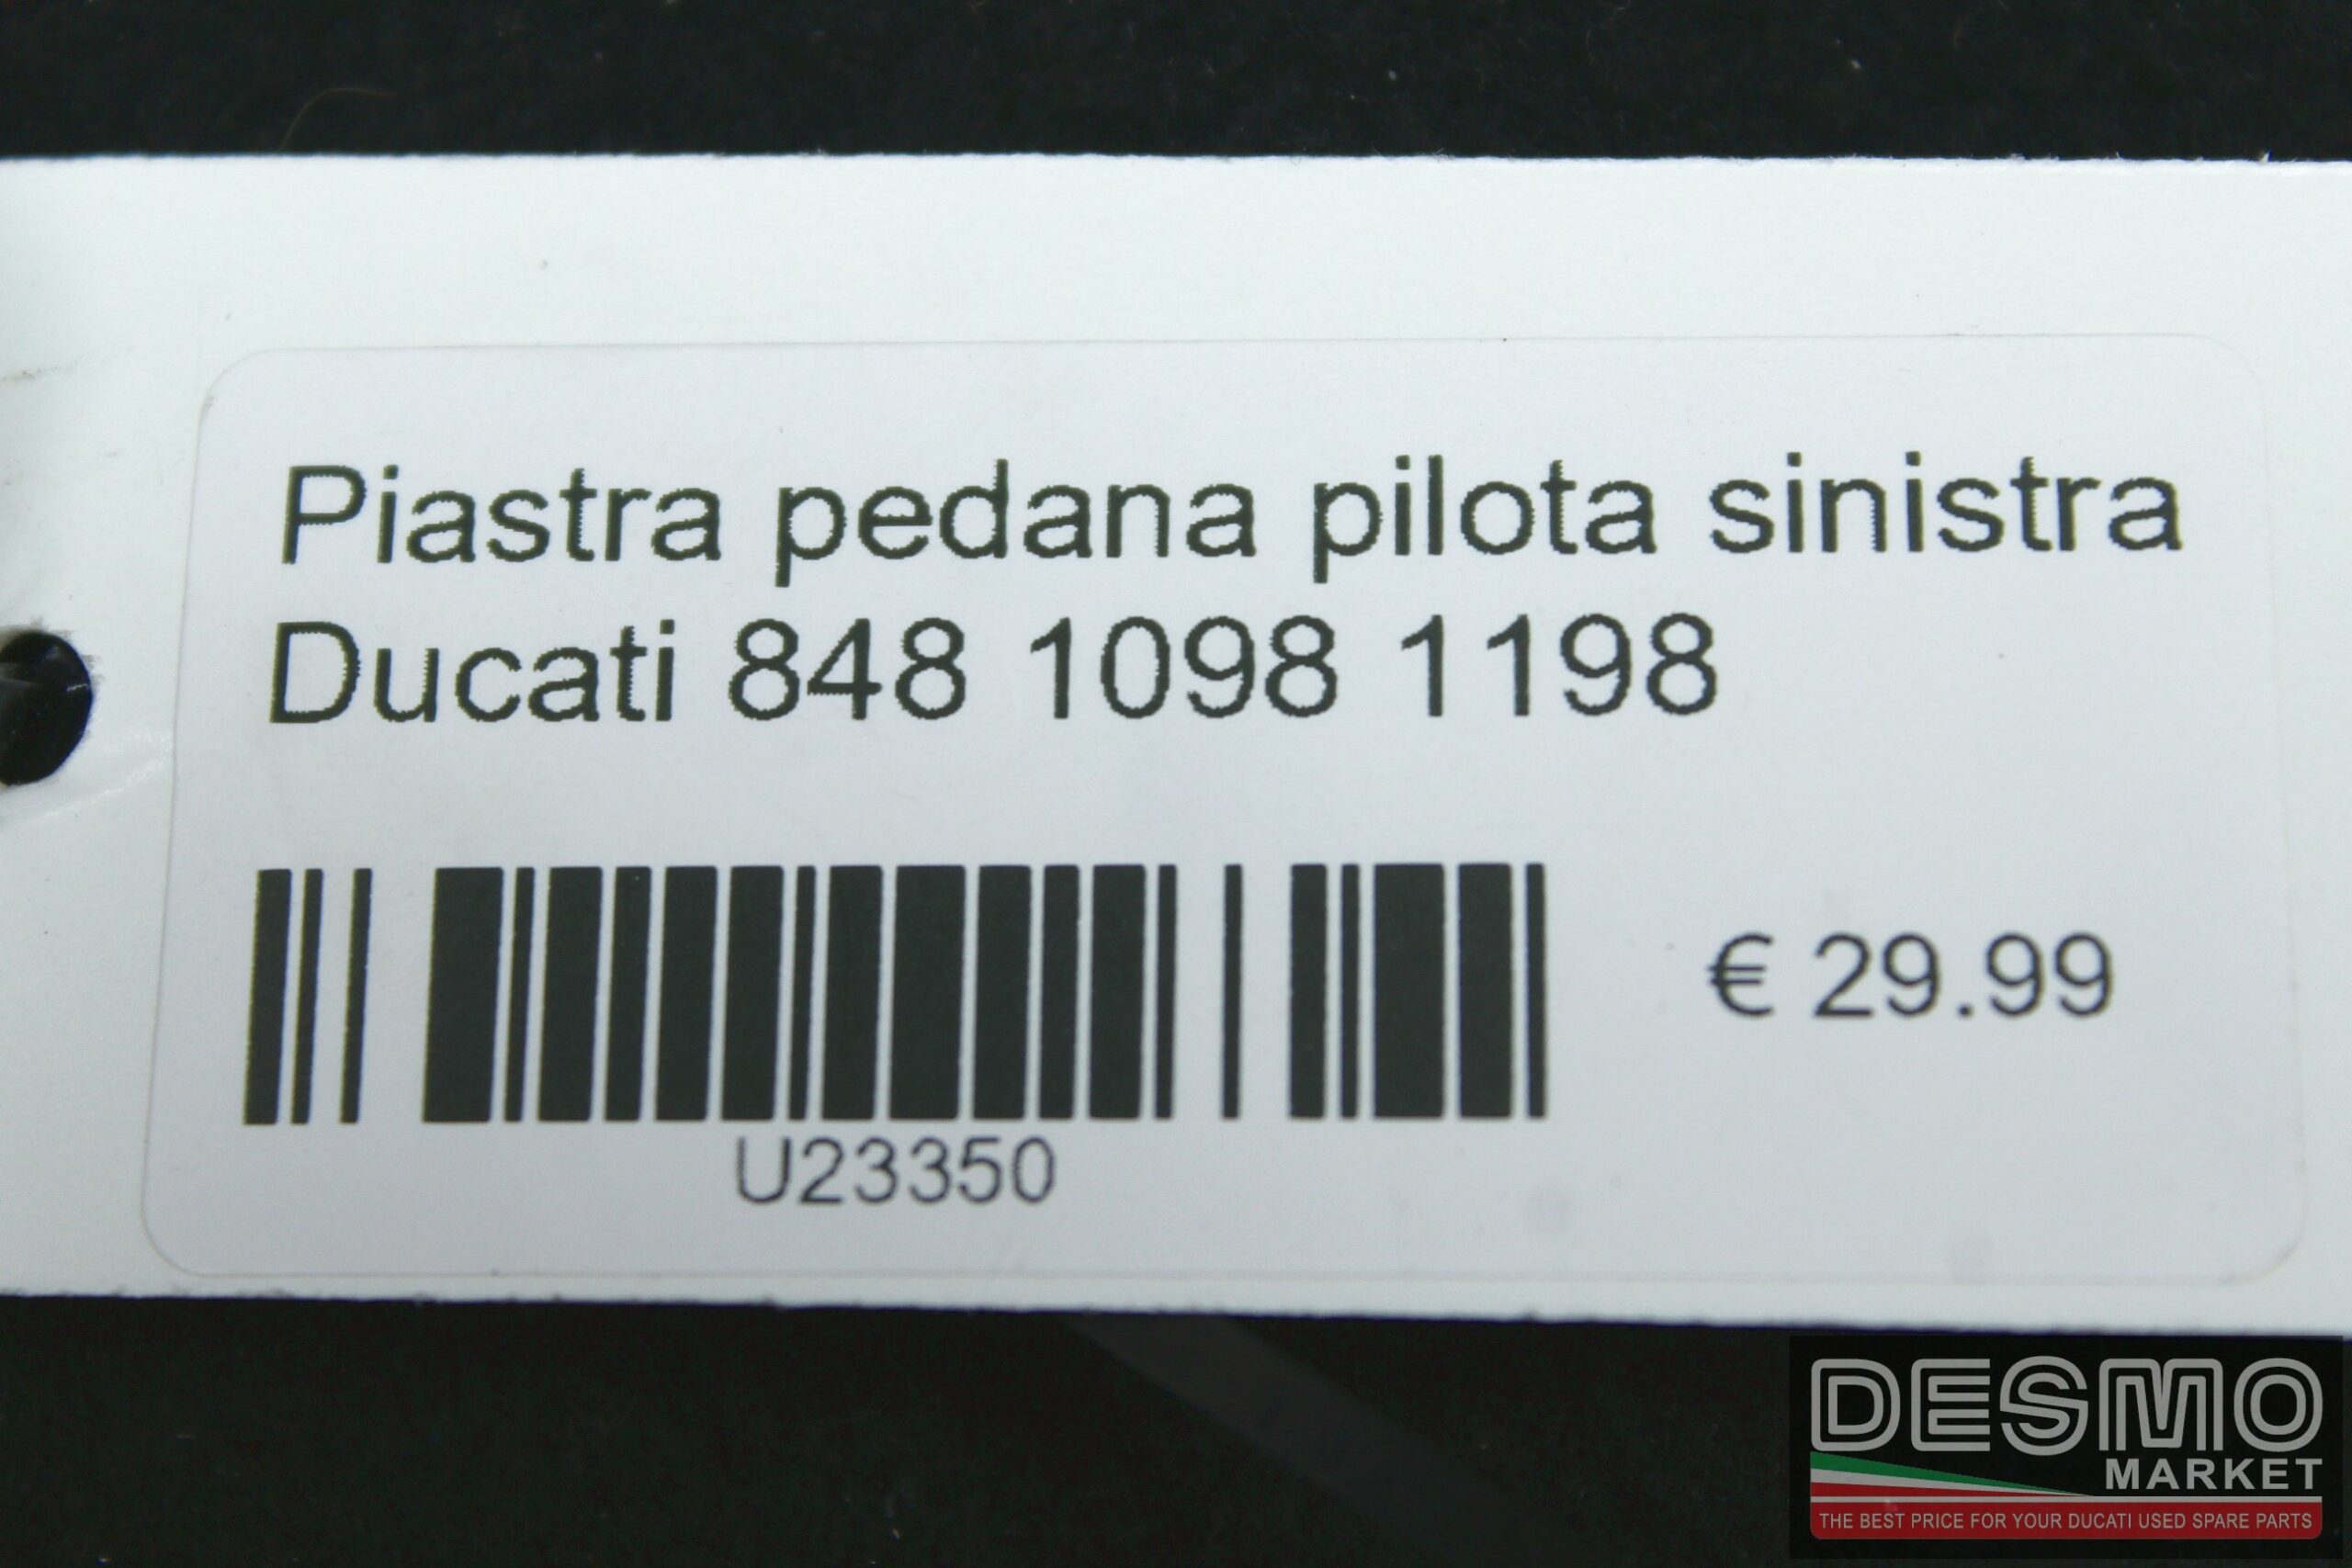 Piastra pedana pilota sinistra
Ducati 848 1098 1198
€ 29.99
U23350
DESMO
MARKET
THE BEST PRICE FOR YOUR DUCATI USED SPARE PARTS